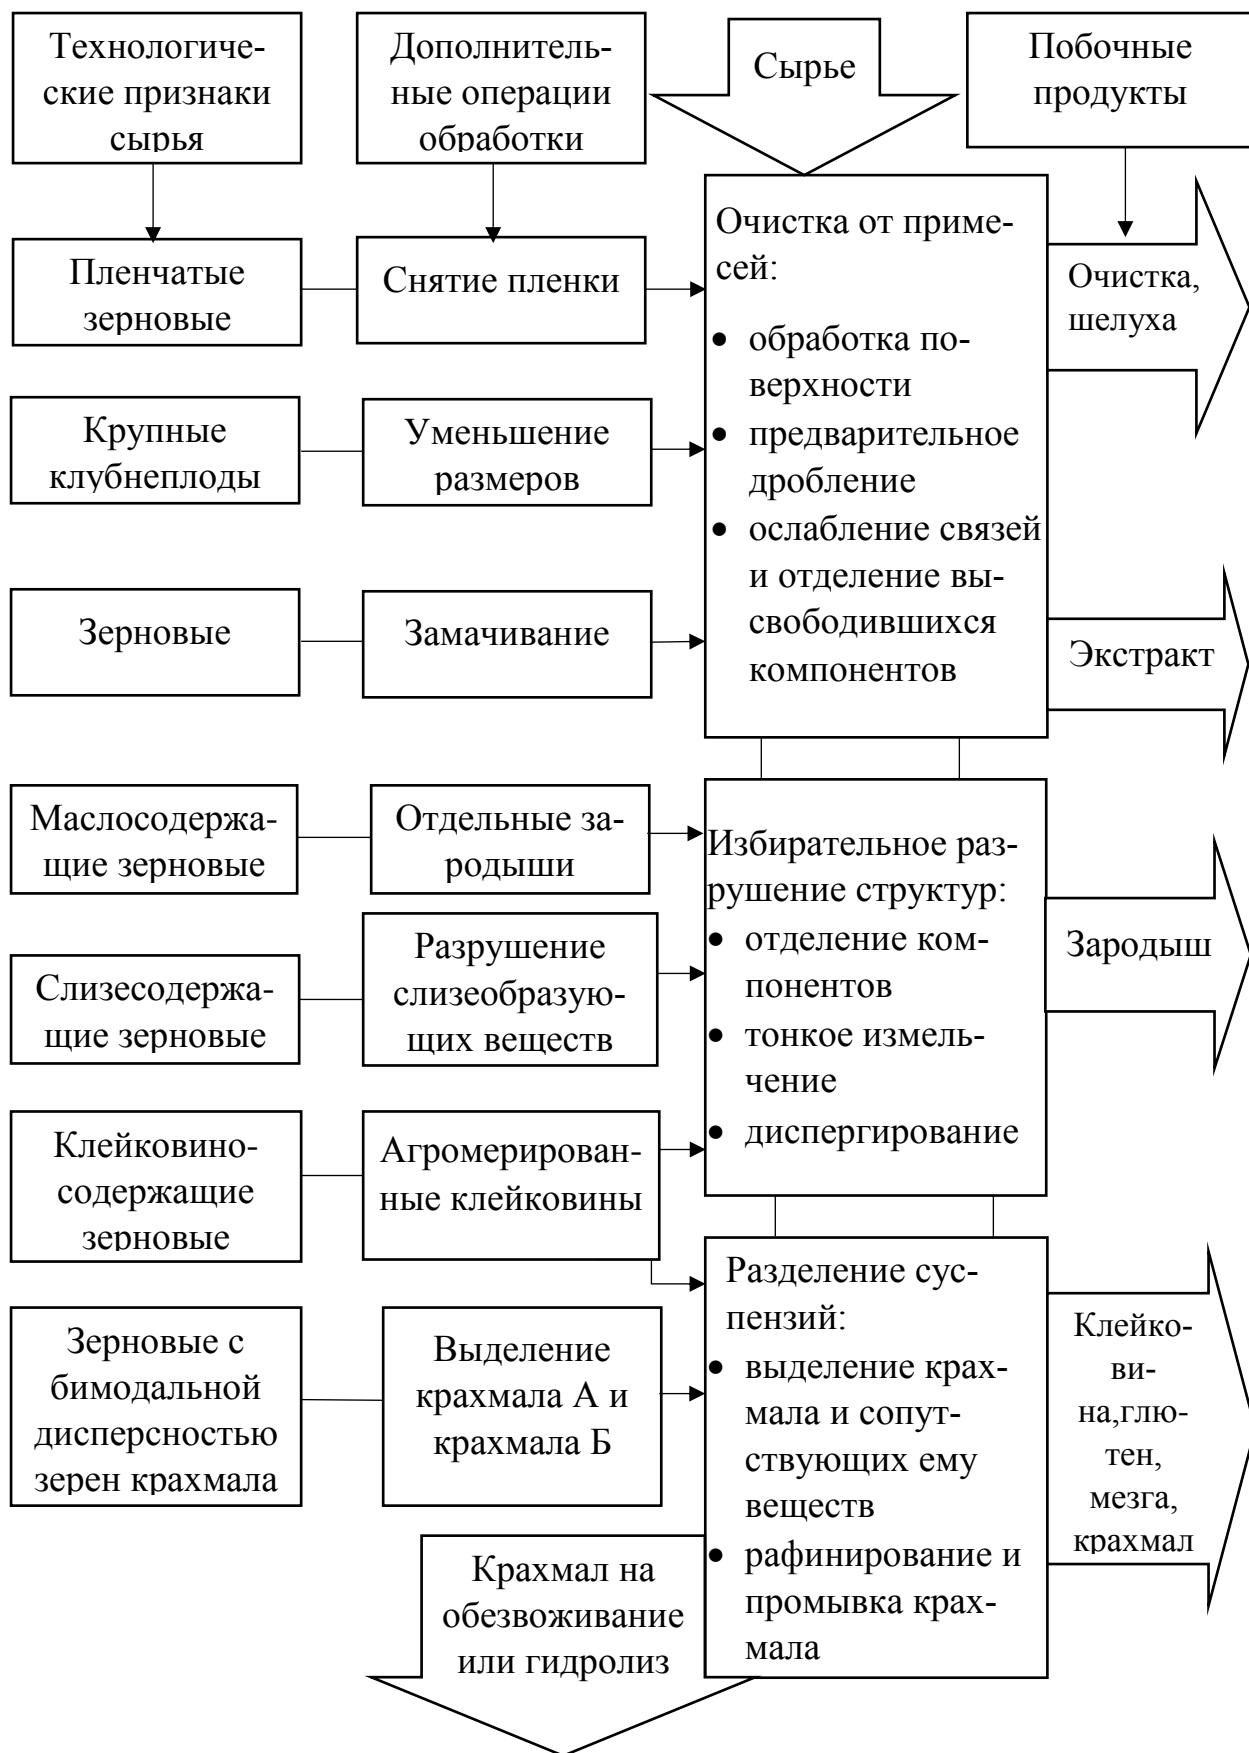 Технологиче-
ские признаки
сырья
Дополнитель-
ные операции
обработки
Сырье
Побочные
продукты
Пленчатые
зерновые
Снятие пленки
Очистка от приме-
сей:
• обработка по-
верхности
• предварительное
дробление
• ослабление связей
и отделение вы-
свободившихся
компонентов
Очистка,
шелуха
Крупные
клубнеплоды
Уменьшение
размеров
Зерновые
Замачивание
Экстракт
Маслосодержа-
щие зерновые
Отдельные за-
родыши
Избирательное раз-
рушение структур:
• отделение ком-
понентов
• тонкое измель-
чение
• диспергирование
Зародыш
Слизесодержа-
щие зерновые
Разрушение
слизеобразую-
щих веществ
Клейковино-
содержащие
зерновые
Агромерирован-
ные клейковины
Разделение сус-
пензий:
• выделение крах-
мала и сопут-
ствующих ему
веществ
• рафинирование и
промывка крах-
мала
Клейко-
ви-
на,глю-
тен,
мезга,
крахмал
Зерновые с
бимодальной
дисперсностью
зерен крахмала
Выделение
крахмала А и
крахмала Б
Крахмал на
обезвоживание
или гидролиз